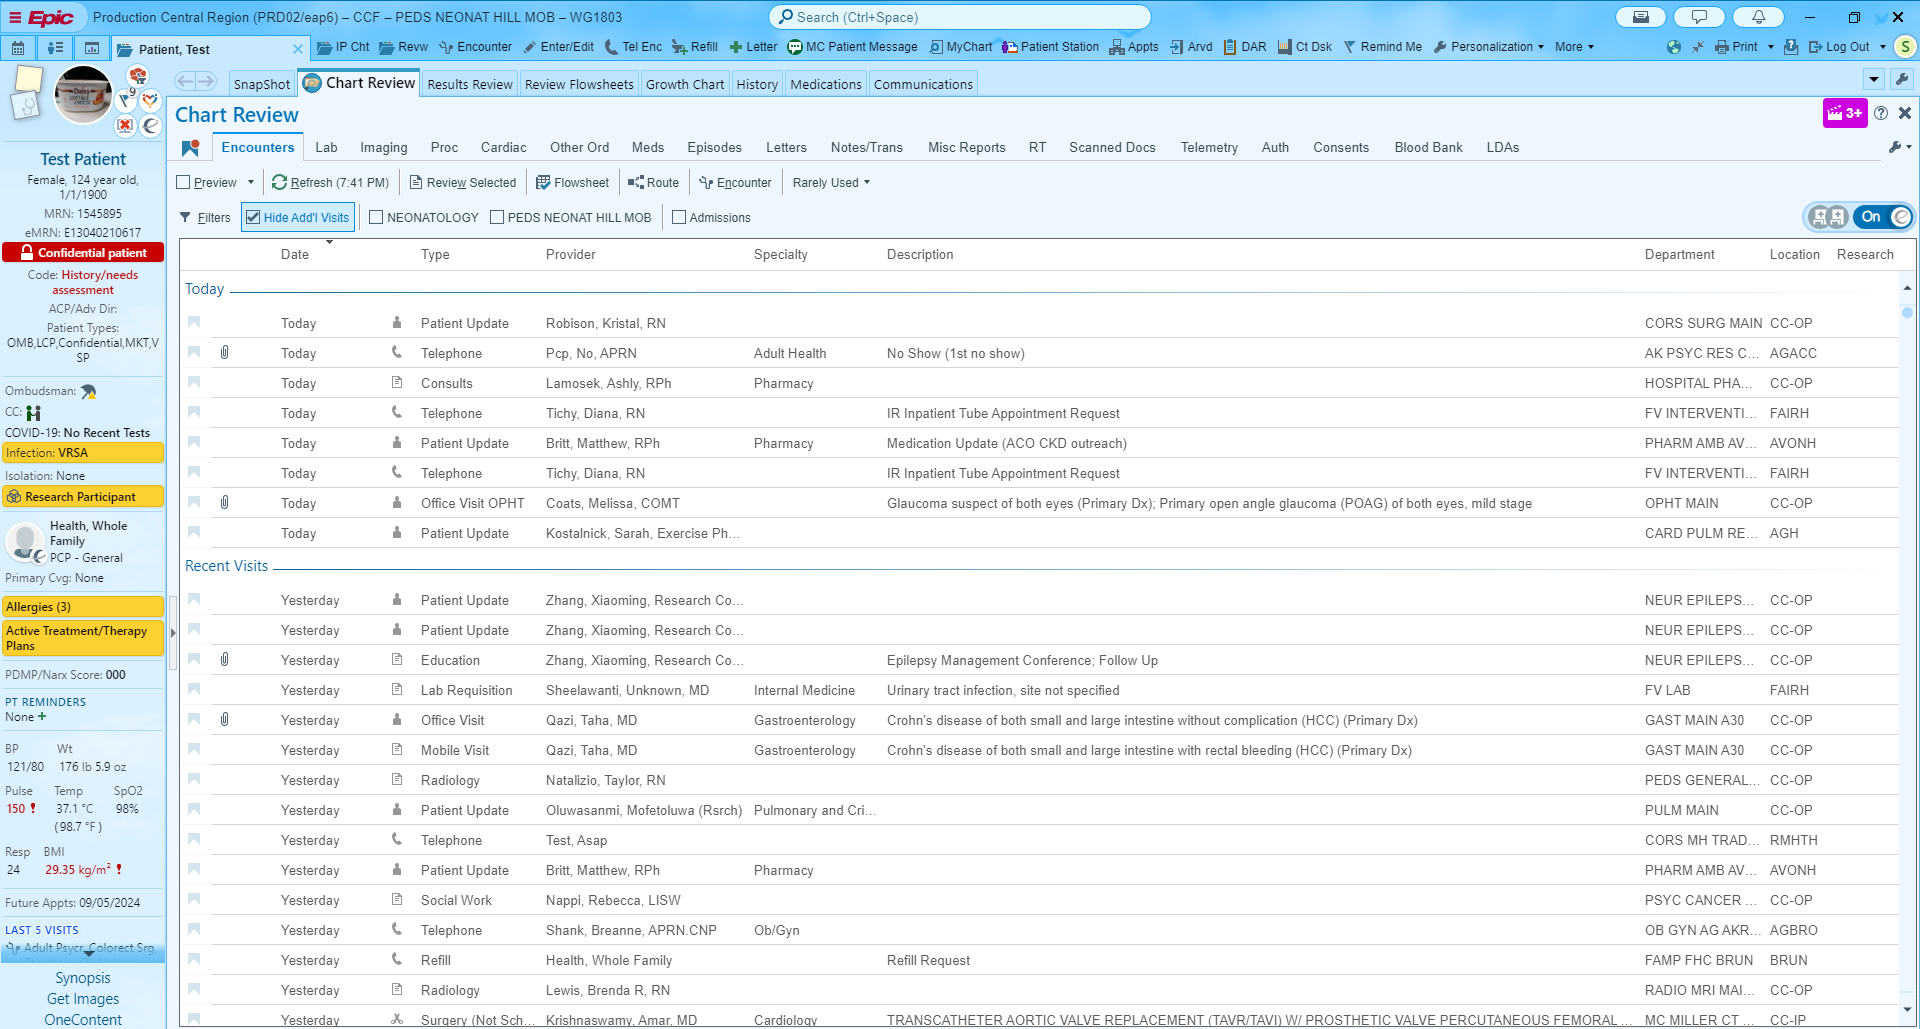 Epic Production Central Region (PRD02/eap6) – CCF – PEDS NEONAT HILL MOB – WG1803 Search (Ctrl+Space)
Patient, Test IP Cht Revw Encounter Enter/Edit Tel Enc Refill Letter MC Patient Message MyChart Patient Station Appts Arvd DAR Ct Dsk Remind Me Personalization More Print Log Out S
SnapShot Chart Review Results Review Review Flowsheets Growth Chart History Medications Communications
Chart Review 3+
Encounters Lab Imaging Proc Cardiac Other Ord Meds Episodes Letters Notes/Trans Misc Reports RT Scanned Docs Telemetry Auth Consents Blood Bank LDAs
Preview Refresh (7:41 PM) Review Selected Flowsheet Route Encounter Rarely Used
Filters Hide Add'l Visits NEONATOLOGY PEDS NEONAT HILL MOB Admissions On
9
Test Patient
Female, 124 year old,
1/1/1900
MRN: 1545895
eMRN: E13040210617
Confidential patient
Code: History/needs
assessment
ACP/Adv Dir:
Patient Types:
OMB,LCP,Confidential,MKT,V
SP
Ombudsman:
CC:
COVID-19: No Recent Tests
Infection: VRSA
Isolation: None
Research Participant
Health, Whole
Family
PCP - General
Primary Cvg: None
Allergies (3)
Active Treatment/Therapy
Plans
PDMP/Narx Score: 000
PT REMINDERS
None
BP Wt
121/80 176 lb 5.9 oz
Pulse Temp SpO2
150 ! 37.1 °C 98%
(98.7 °F )
Resp BMI
24 29.35 kg/m² !
Future Appts: 09/05/2024
LAST 5 VISITS
Adult Psycr, Colorect Srg,
Synopsis
Get Images
OneContent
Date Type Provider Specialty Description Department Location Research
Today
Today Patient Update Robison, Kristal, RN CORS SURG MAIN CC-OP
Today Telephone Pcp, No, APRN Adult Health No Show (1st no show) AK PSYC RES C... AGACC
Today Consults Lamosek, Ashly, RPh Pharmacy HOSPITAL PHA... CC-OP
Today Telephone Tichy, Diana, RN IR Inpatient Tube Appointment Request FV INTERVENTI... FAIRH
Today Patient Update Britt, Matthew, RPh Pharmacy Medication Update (ACO CKD outreach) PHARM AMB AV... AVONH
Today Telephone Tichy, Diana, RN IR Inpatient Tube Appointment Request FV INTERVENTI... FAIRH
Today Office Visit OPHT Coats, Melissa, COMT Glaucoma suspect of both eyes (Primary Dx); Primary open angle glaucoma (POAG) of both eyes, mild stage OPHT MAIN CC-OP
Today Patient Update Kostalnick, Sarah, Exercise Ph... CARD PULM RE... AGH
Recent Visits
Yesterday Patient Update Zhang, Xiaoming, Research Co... NEUR EPILEPS... CC-OP
Yesterday Patient Update Zhang, Xiaoming, Research Co... NEUR EPILEPS... CC-OP
Yesterday Education Zhang, Xiaoming, Research Co... Epilepsy Management Conference; Follow Up NEUR EPILEPS... CC-OP
Yesterday Lab Requisition Sheelawanti, Unknown, MD Internal Medicine Urinary tract infection, site not specified FV LAB FAIRH
Yesterday Office Visit Qazi, Taha, MD Gastroenterology Crohn's disease of both small and large intestine without complication (HCC) (Primary Dx) GAST MAIN A30 CC-OP
Yesterday Mobile Visit Qazi, Taha, MD Gastroenterology Crohn's disease of both small and large intestine with rectal bleeding (HCC) (Primary Dx) GAST MAIN A30 CC-OP
Yesterday Radiology Natalizio, Taylor, RN PEDS GENERAL... CC-OP
Yesterday Patient Update Oluwasanmi, Mofetoluwa (Rsrch) Pulmonary and Cri... PULM MAIN CC-OP
Yesterday Telephone Test, Asap CORS MH TRAD... RMHTH
Yesterday Patient Update Britt, Matthew, RPh Pharmacy PHARM AMB AV... AVONH
Yesterday Social Work Nappi, Rebecca, LISW PSYC CANCER ... CC-OP
Yesterday Telephone Shank, Breanne, APRN.CNP Ob/Gyn OB GYN AG AKR... AGBRO
Yesterday Refill Health, Whole Family Refill Request FAMP FHC BRUN BRUN
Yesterday Radiology Lewis, Brenda R, RN RADIO MRI MAI... CC-OP
Yesterday Surgery (Not Sch... Krishnaswamy, Amar, MD Cardiology TRANSCATHETER AORTIC VALVE REPLACEMENT (TAVR/TAVI) W/ PROSTHETIC VALVE PERCUTANEOUS FEMORAL ... MC MILLER CT ... CC-IP